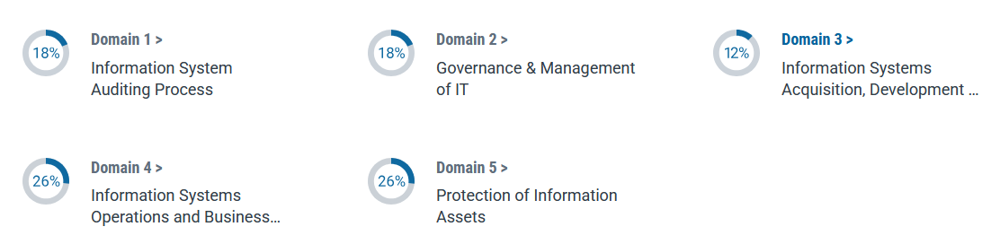 18%
Domain 1 >
Information System
Auditing Process
18%
Domain 2 >
Governance & Management
of IT
12%
Domain 3 >
Information Systems
Acquisition, Development ...
26%
Domain 4 >
Information Systems
Operations and Business...
26%
Domain 5 >
Protection of Information
Assets